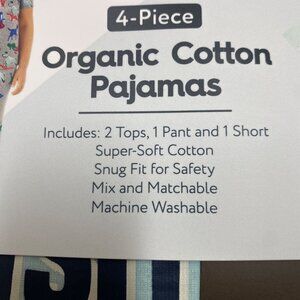 4-Piece
Organic Cotton
Pajamas
Includes: 2 Tops, 1 Pant and 1 Short
Super-Soft Cotton
Snug Fit for Safety
Mix and Matchable
Machine Washable